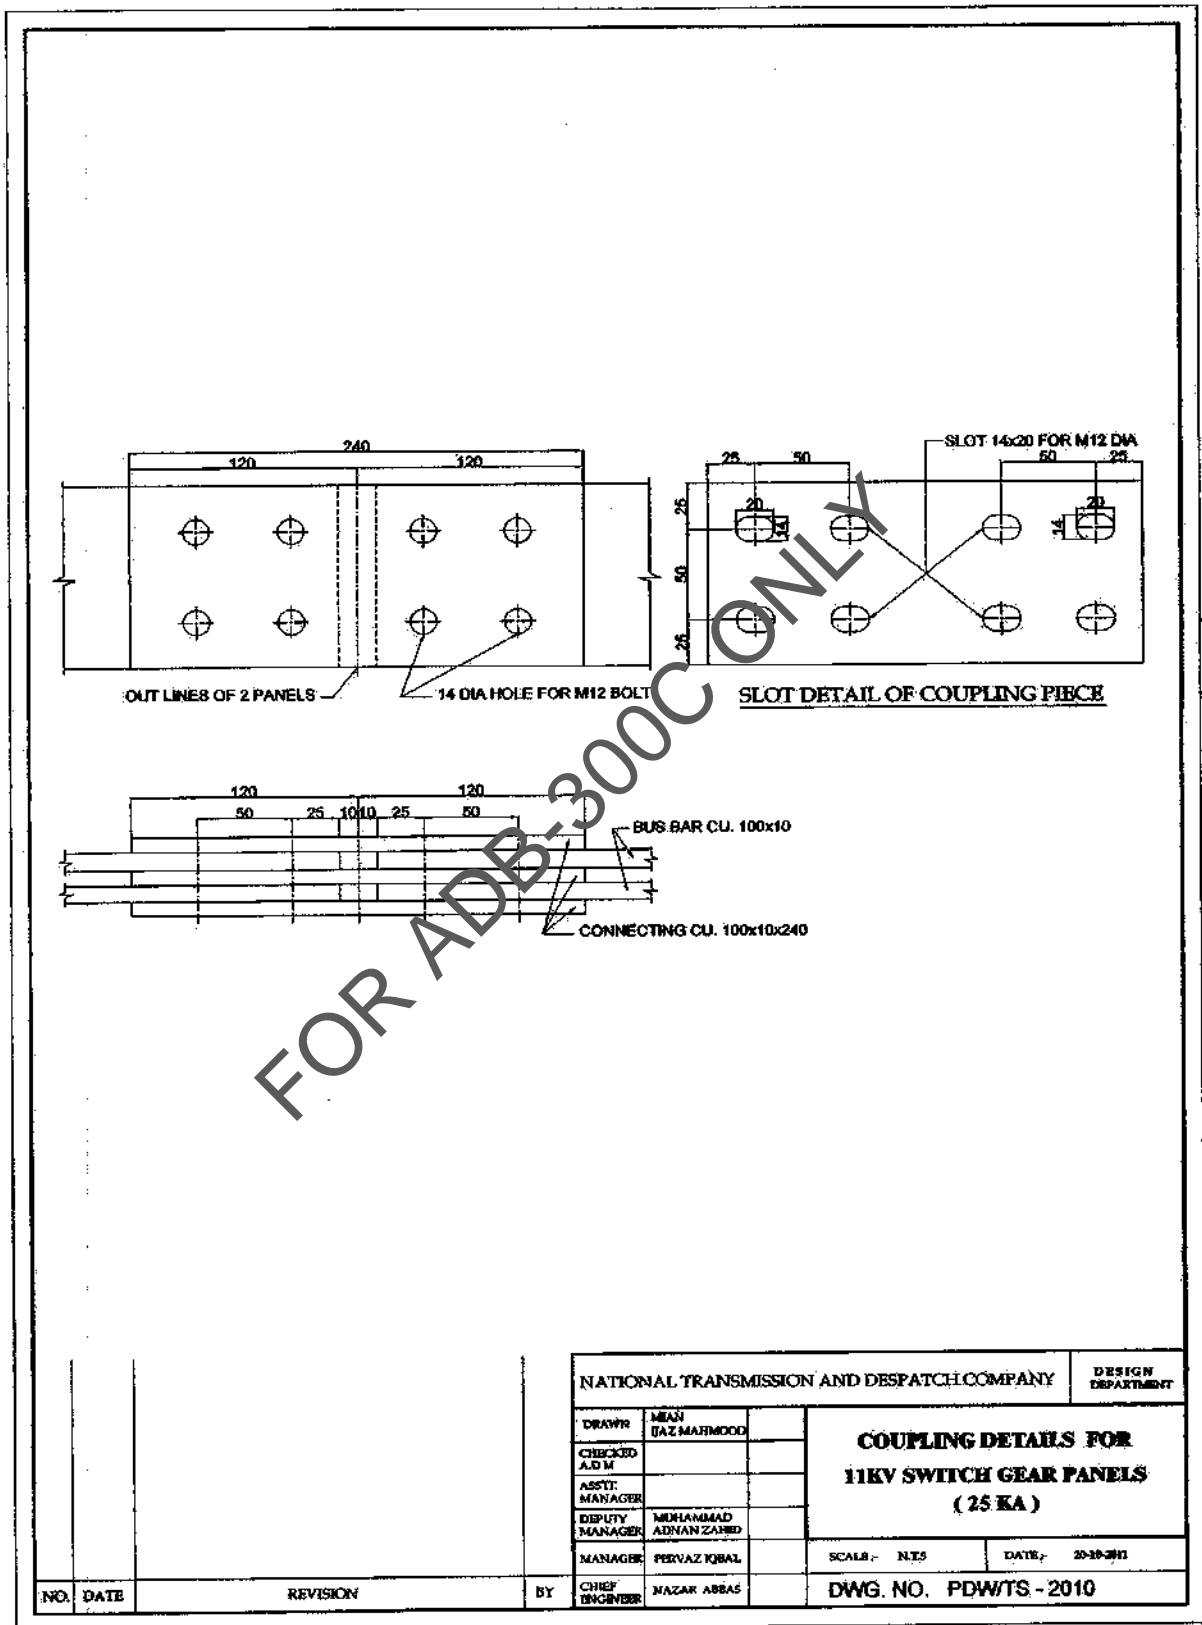 240
120 120
OUT LINES OF 2 PANELS
14 DIA HOLE FOR M12 BOLT
SLOT 14x20 FOR M12 DIA
25 50 50 25
20 20
14 14
25
50
25
SLOT DETAIL OF COUPLING PIECE
120 120
50 25 10 10 25 50
BUS BAR CU. 100x10
CONNECTING CU. 100x10x240
FOR ADB-300C ONLY
NATIONAL TRANSMISSION AND DESPATCH COMPANY
DESIGN
DEPARTMENT
DRAWN MIAN
IJAZ MAHMOOD
CHECKED
A.D M
ASSTT.
MANAGER
DEPUTY MUHAMMAD
MANAGER ADNAN ZAHID
MANAGER PERVAZ IQBAL
CHIEF
ENGINEER NAZAR ABBAS
COUPLING DETAILS FOR
11KV SWITCH GEAR PANELS
( 25 KA )
SCALE:- N.T.S DATE:-
DWG. NO. PDW/TS - 2010
NO. DATE REVISION BY